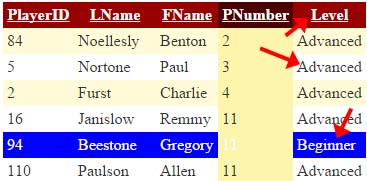 PlayerID LName FName PNumber Level
84 Noellesly Benton 2 Advanced
5 Nortone Paul 3 Advanced
2 Furst Charlie 4 Advanced
16 Janislow Remmy 11 Advanced
94 Beestone Gregory 11 Beginner
110 Paulson Allen 11 Advanced